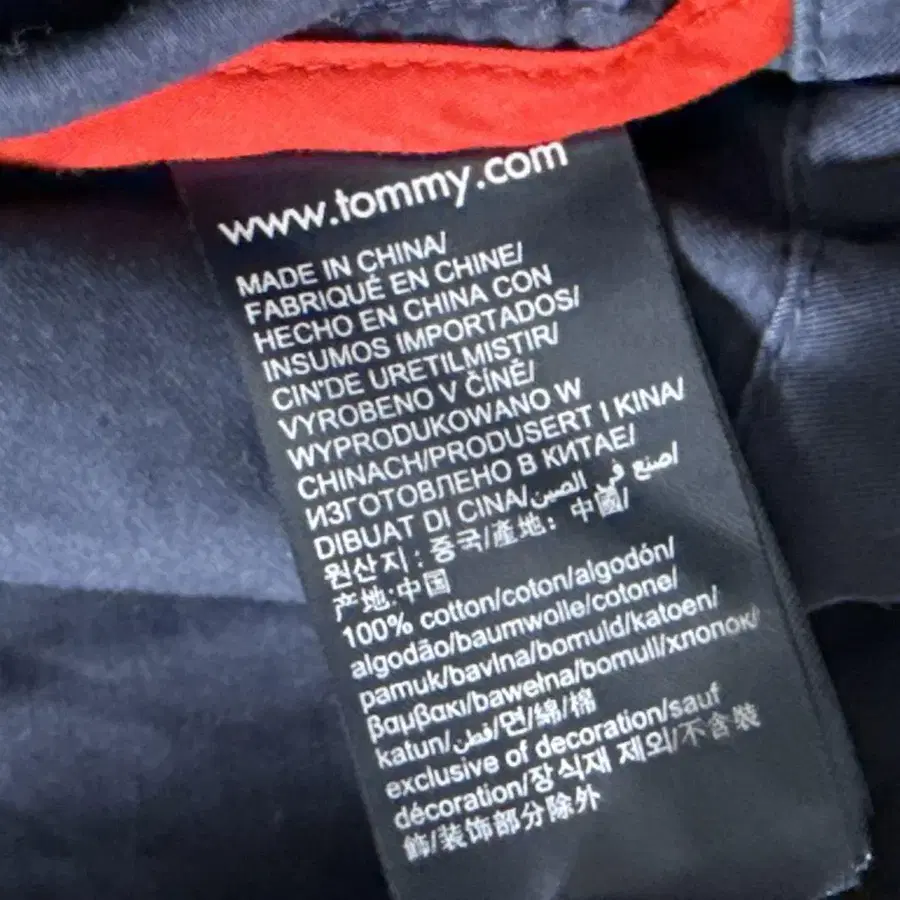 www.tommy.com
MADE IN CHINA/
FABRIQUÉ EN CHINE/
HECHO EN CHINA CON
INSUMOS IMPORTADOS/
CIN'DE URETILMISTIR/
VYROBENO V ČÍNĚ/
WYPRODUKOWANO W
CHINACH/PRODUSERT I KINA/
ИЗГОТОВЛЕНО В КИТАЕ/
DIBUAT DI CINA/اصنع في الصين/
원산지 : 중국/產地：中國/
产地:中国
100% cotton/coton/algodón/
algodão/baumwolle/cotone/
pamuk/bavlna/bomuld/katoen/
βαμβακι/bawełna/bomull/хлопок/
katun/قطن/면/綿/棉
exclusive of decoration/sauf
décoration/장식재 제외/不含裝
飾/装饰部分除外